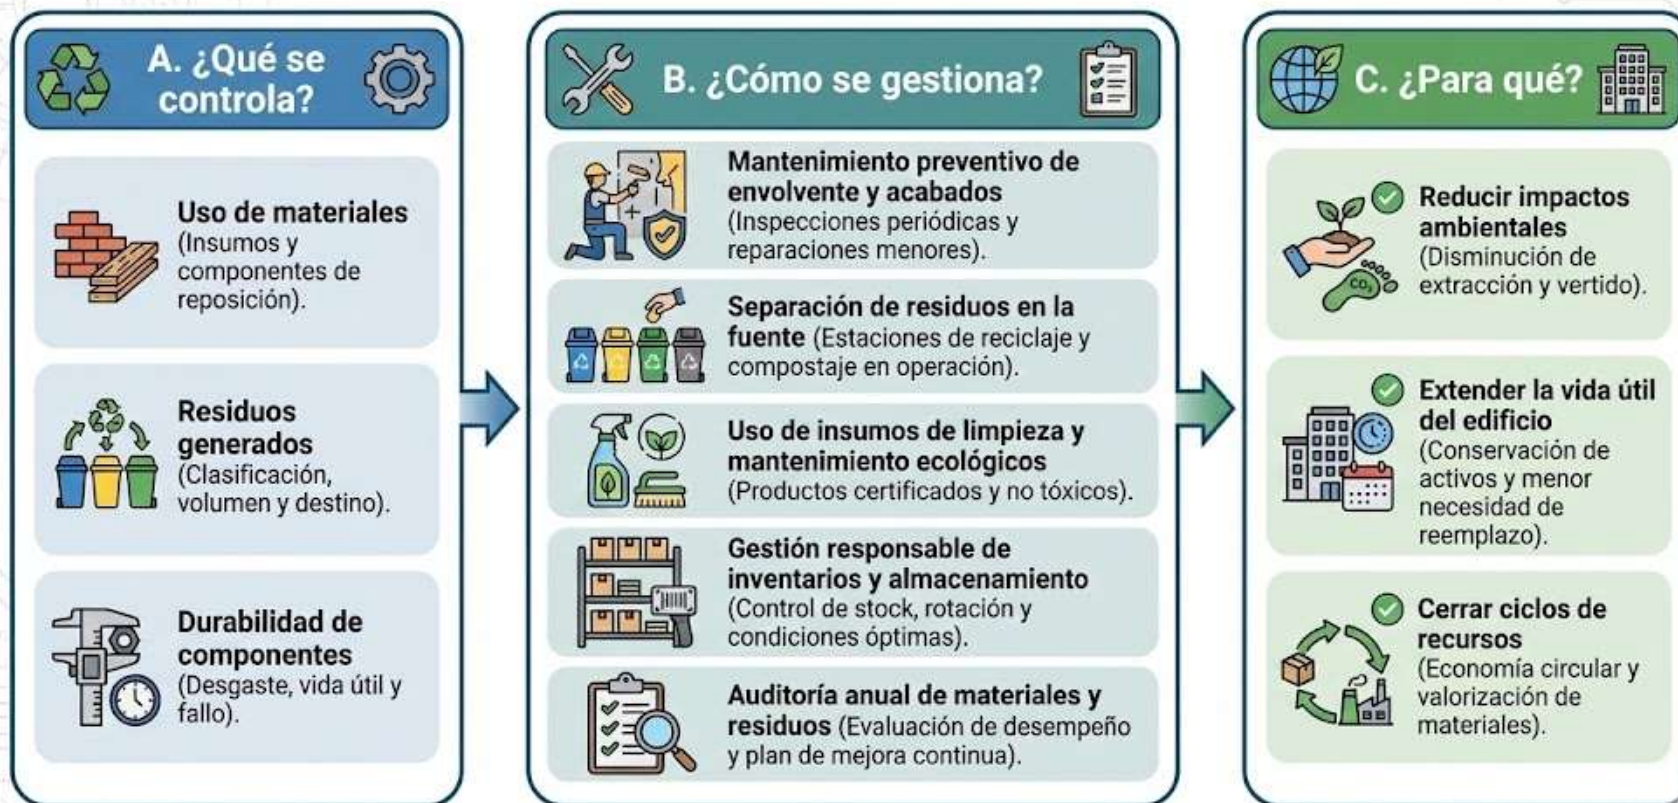 A. ¿Qué se
controla?
Uso de materiales
(Insumos y
componentes de
reposición).
Residuos
generados
(Clasificación,
volumen y destino).
Durabilidad de
componentes
(Desgaste, vida útil y
fallo).
B. ¿Cómo se gestiona?
Mantenimiento preventivo de
envolvente y acabados
(Inspecciones periódicas y
reparaciones menores).
Separación de residuos en la
fuente (Estaciones de reciclaje y
compostaje en operación).
Uso de insumos de limpieza y
mantenimiento ecológicos
(Productos certificados y no tóxicos).
Gestión responsable de
inventarios y almacenamiento
(Control de stock, rotación y
condiciones óptimas).
Auditoría anual de materiales y
residuos (Evaluación de desempeño
y plan de mejora continua).
C. ¿Para qué?
Reducir impactos
ambientales
(Disminución de
extracción y vertido).
CO₂
Extender la vida útil
del edificio
(Conservación de
activos y menor
necesidad de
reemplazo).
Cerrar ciclos de
recursos
(Economía circular y
valorización de
materiales).